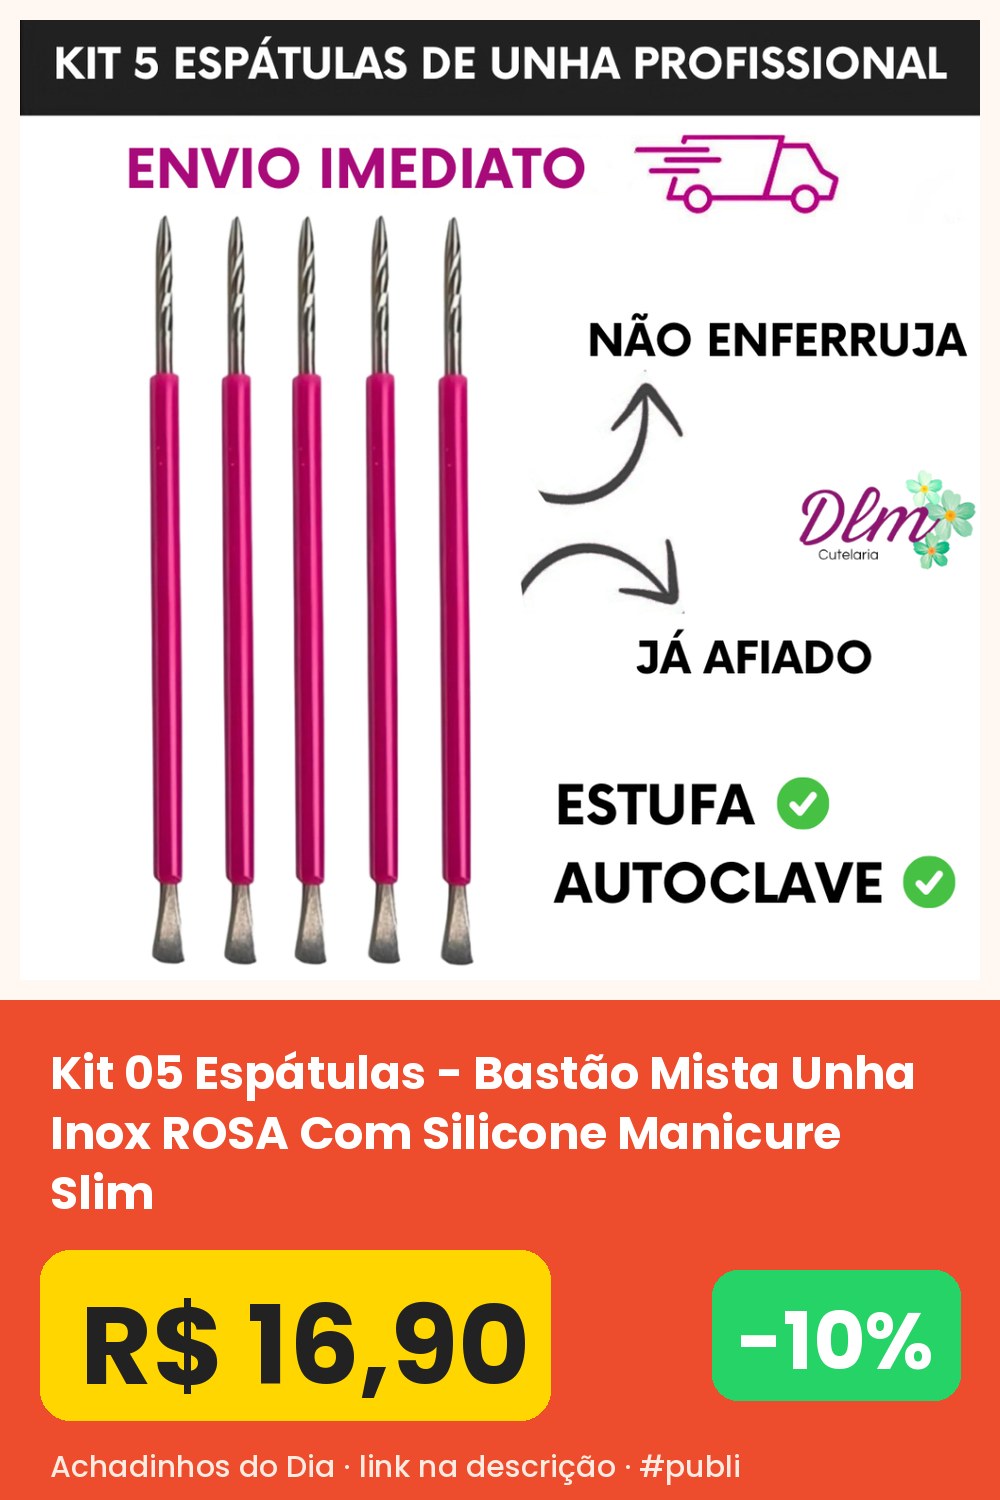 KIT 5 ESPÁTULAS DE UNHA PROFISSIONAL
ENVIO IMEDIATO
NÃO ENFERRUJA
Dlm
Cutelaria
JÁ AFIADO
ESTUFA
AUTOCLAVE
Kit 05 Espátulas - Bastão Mista Unha
Inox ROSA Com Silicone Manicure
Slim
R$ 16,90
-10%
Achadinhos do Dia · link na descrição · #publi